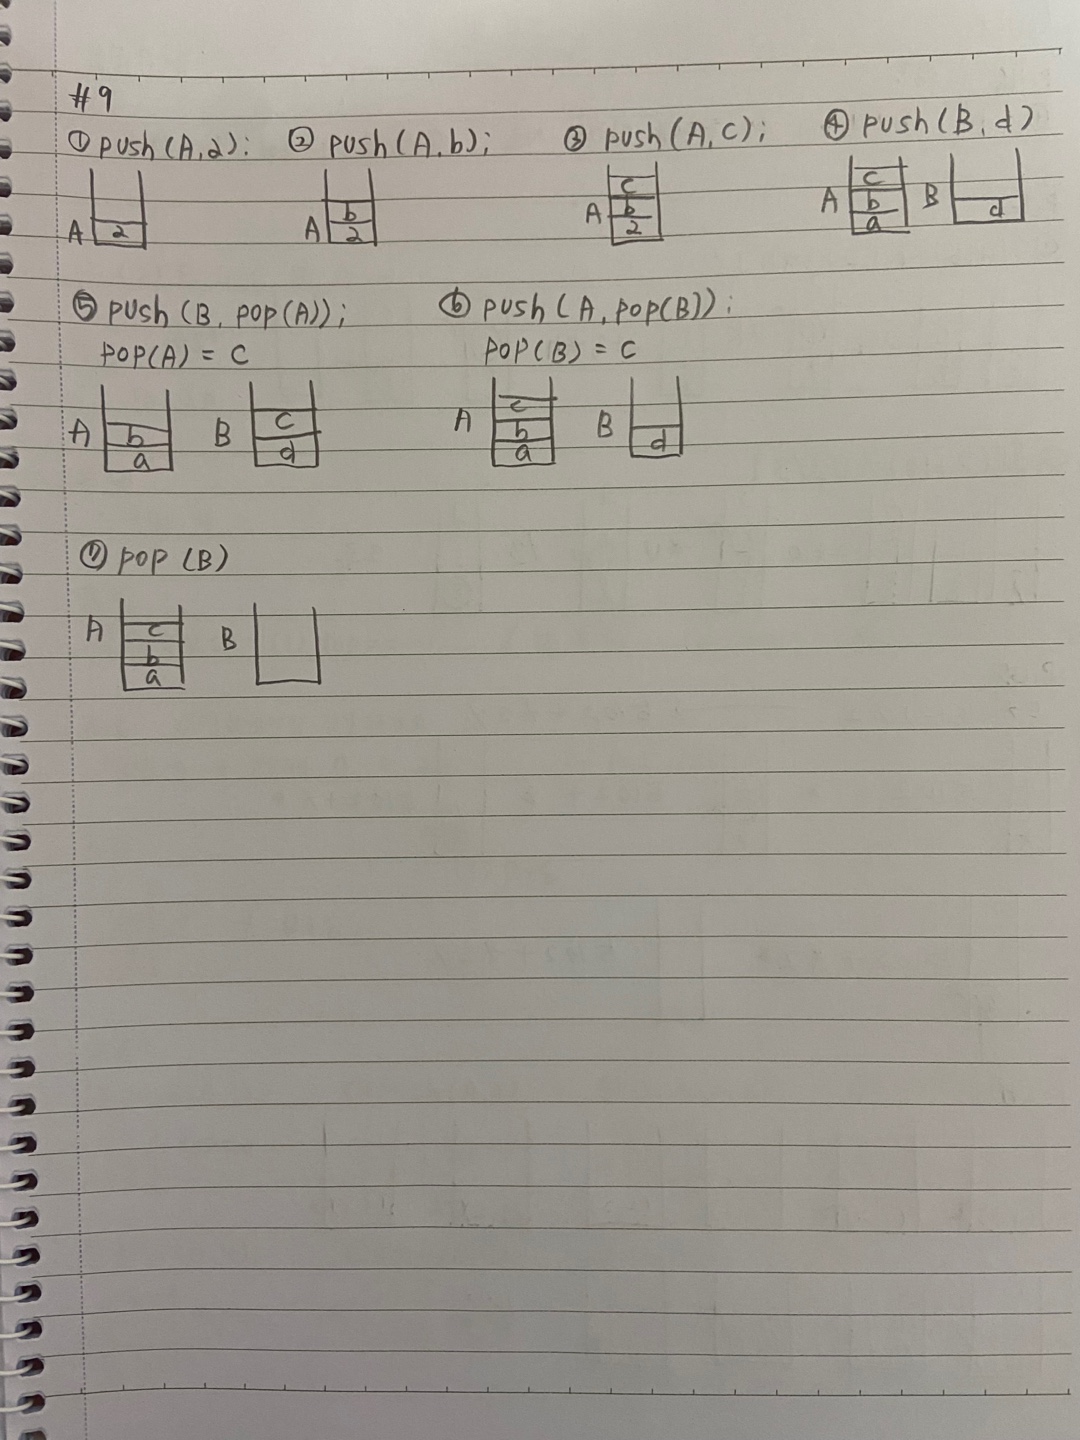 #9
① push(A,a); ② push(A,b); ③ push(A,c); ④ push(B,d)
A a
A b a
A c b a
A c b a B d
⑤ push(B, pop(A)); ⑥ push(A, pop(B));
pop(A) = c pop(B) = c
A b a B c d
A c b a B d
⑦ pop(B)
A c b a B